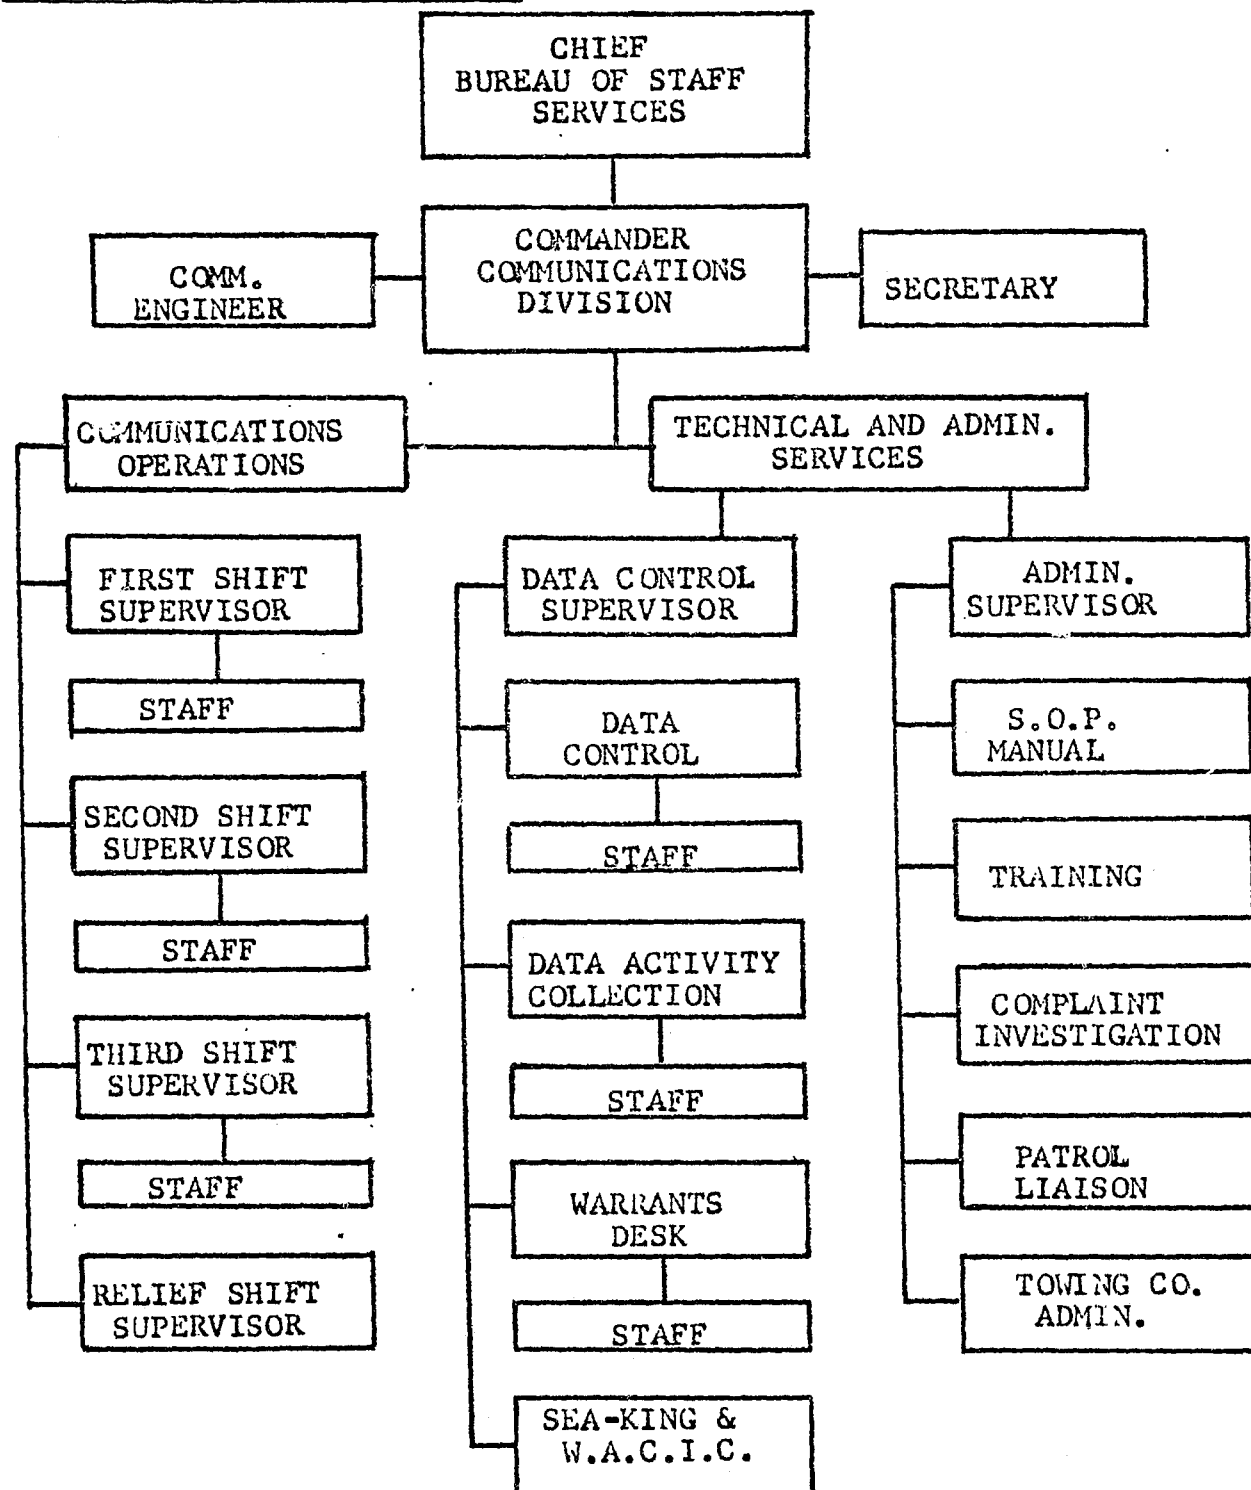 CHIEF
BUREAU OF STAFF
SERVICES
COMMANDER
COMMUNICATIONS
DIVISION
COMM.
ENGINEER
SECRETARY
COMMUNICATIONS
OPERATIONS
TECHNICAL AND ADMIN.
SERVICES
FIRST SHIFT
SUPERVISOR
STAFF
SECOND SHIFT
SUPERVISOR
STAFF
THIRD SHIFT
SUPERVISOR
STAFF
RELIEF SHIFT
SUPERVISOR
DATA CONTROL
SUPERVISOR
DATA
CONTROL
STAFF
DATA ACTIVITY
COLLECTION
STAFF
WARRANTS
DESK
STAFF
SEA-KING &
W.A.C.I.C.
ADMIN.
SUPERVISOR
S.O.P.
MANUAL
TRAINING
COMPLAINT
INVESTIGATION
PATROL
LIAISON
TOWING CO.
ADMIN.